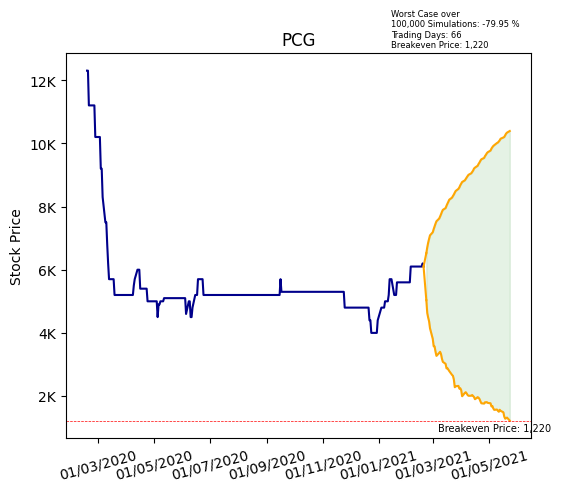 Worst Case over
100,000 Simulations: -79.95 %
Trading Days: 66
Breakeven Price: 1,220
PCG
Stock Price
12K
10K
8K
6K
4K
2K
Breakeven Price: 1,220
01/03/2020 01/05/2020 01/07/2020 01/09/2020 01/11/2020 01/01/2021 01/03/2021 01/05/2021